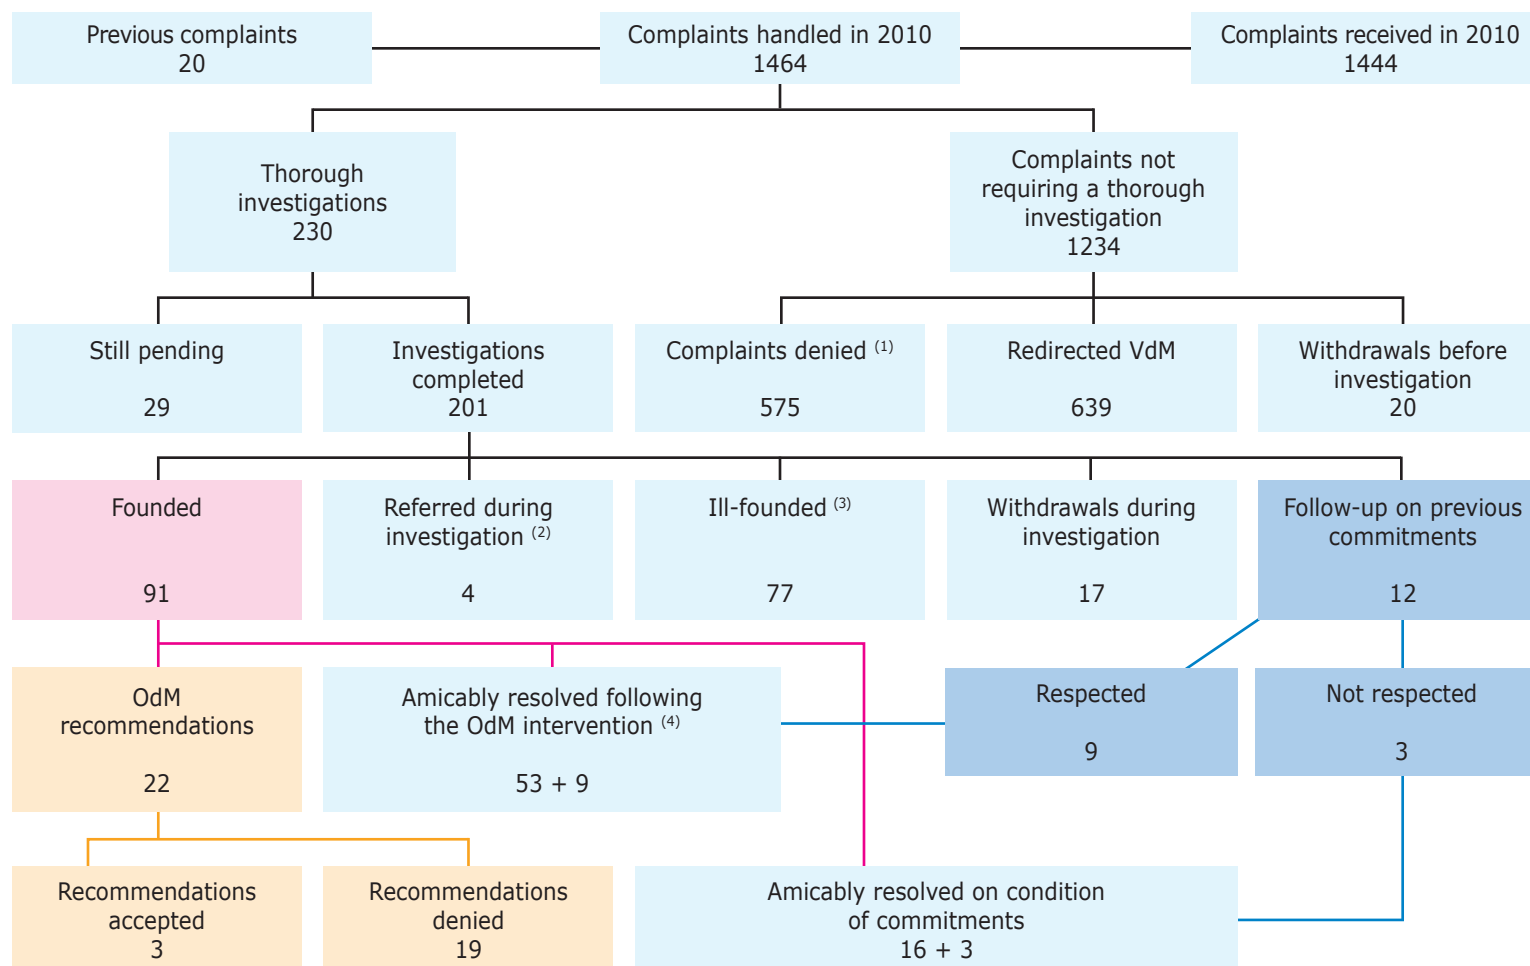 Previous complaints
20
Complaints handled in 2010
1464
Complaints received in 2010
1444
Thorough
investigations
230
Complaints not
requiring a thorough
investigation
1234
Still pending
29
Investigations
completed
201
Complaints denied (1)
575
Redirected VdM
639
Withdrawals before
investigation
20
Founded
91
Referred during
investigation (2)
4
Ill-founded (3)
77
Withdrawals during
investigation
17
Follow-up on previous
commitments
12
OdM
recommendations
22
Amicably resolved following
the OdM intervention (4)
53 + 9
Respected
9
Not respected
3
Recommendations
accepted
3
Recommendations
denied
19
Amicably resolved on condition
of commitments
16 + 3